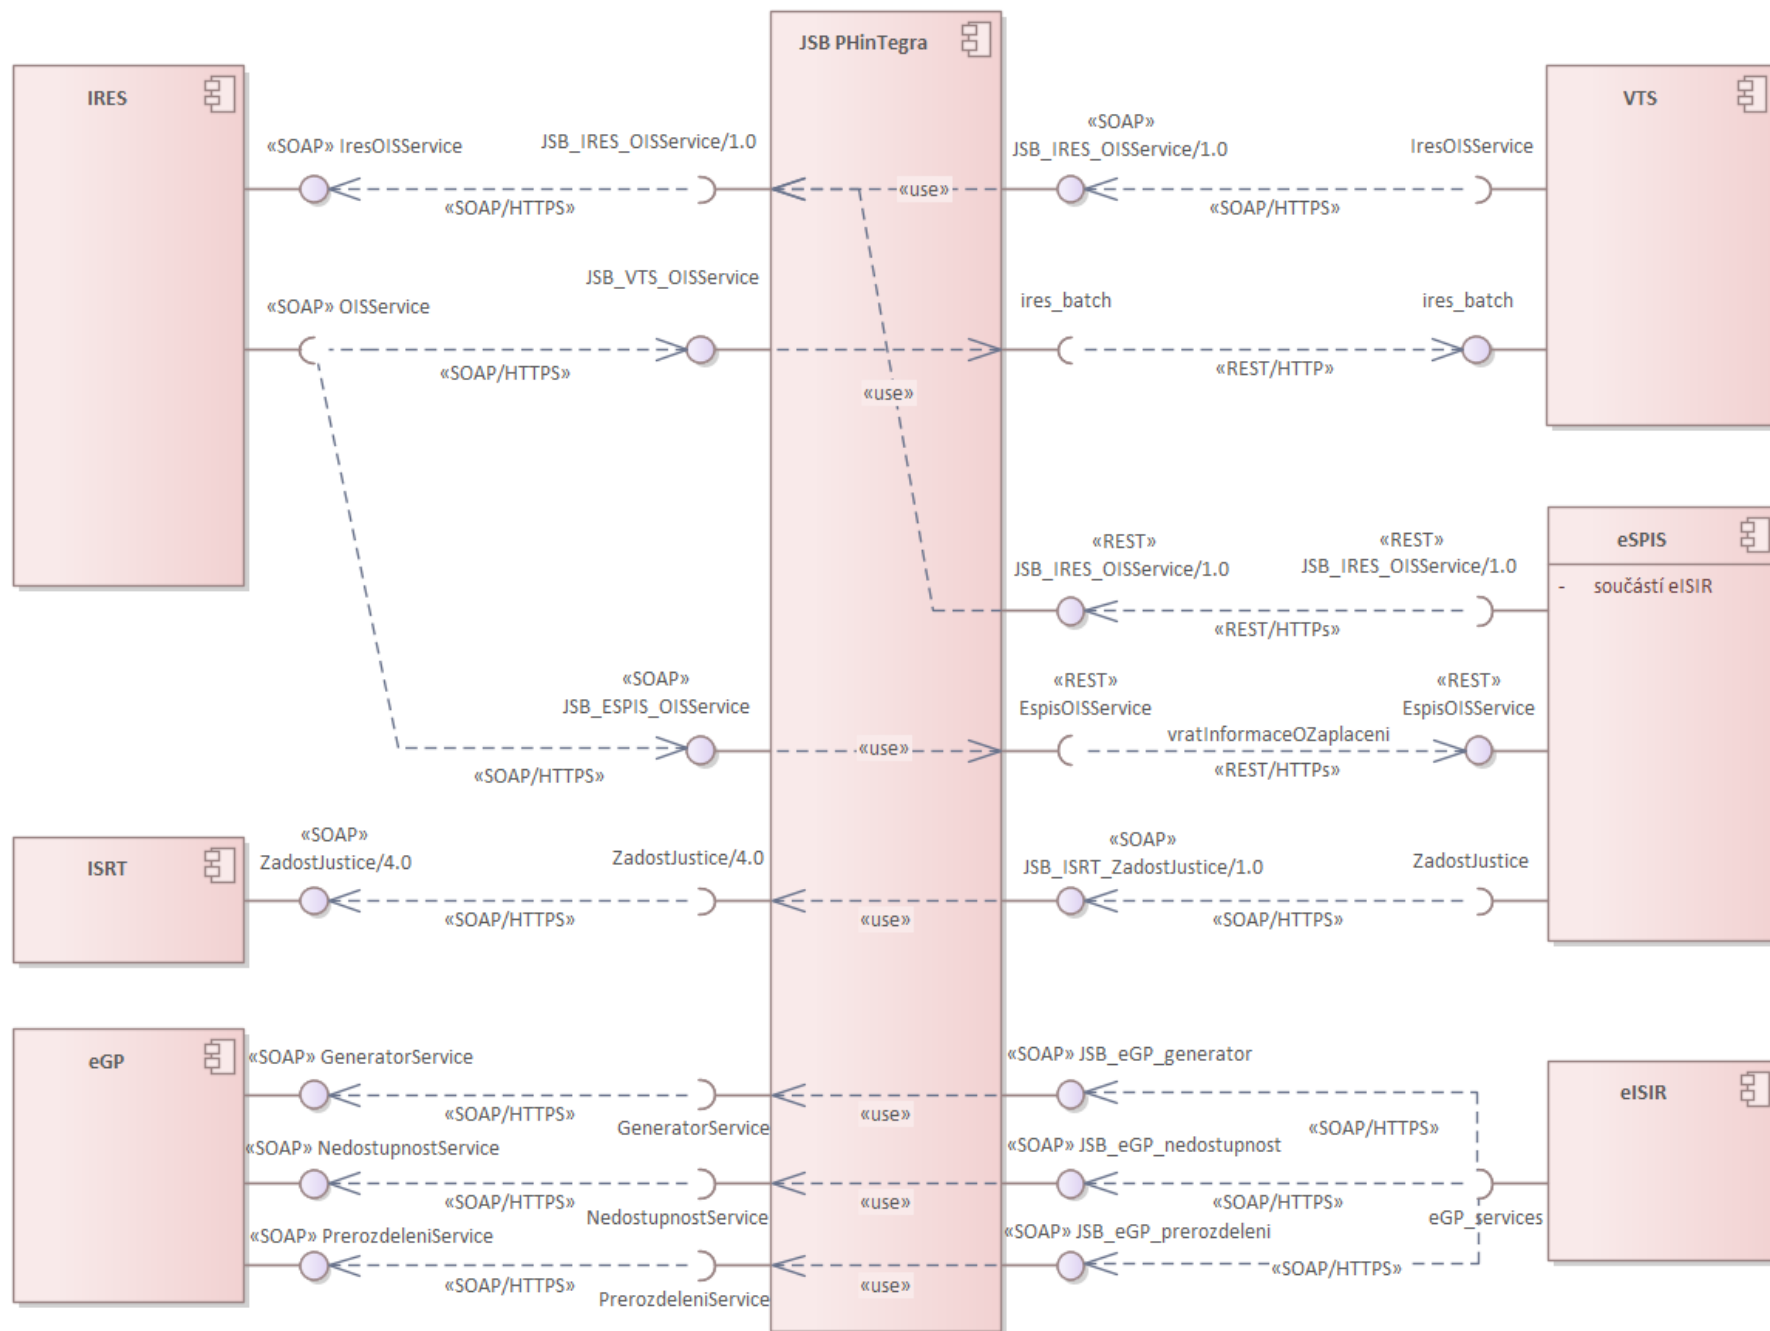 JSB PHinTegra
IRES
VTS
«SOAP» IresOISService
JSB_IRES_OISService/1.0
«SOAP»
JSB_IRES_OISService/1.0
IresOISService
«SOAP/HTTPS»
«use»
«SOAP/HTTPS»
JSB_VTS_OISService
«SOAP» OISService
ires_batch
ires_batch
«SOAP/HTTPS»
«REST/HTTP»
«use»
eSPIS
- součástí eISIR
«REST»
JSB_IRES_OISService/1.0
«REST»
JSB_IRES_OISService/1.0
«REST/HTTPs»
«SOAP»
JSB_ESPIS_OISService
«REST»
EspisOISService
«REST»
EspisOISService
«use»
vratInformaceOZaplaceni
«SOAP/HTTPS»
«REST/HTTPs»
ISRT
«SOAP»
ZadostJustice/4.0
ZadostJustice/4.0
«SOAP»
JSB_ISRT_ZadostJustice/1.0
ZadostJustice
«SOAP/HTTPS»
«use»
«SOAP/HTTPS»
eGP
«SOAP» GeneratorService
«SOAP» JSB_eGP_generator
eISIR
«SOAP/HTTPS»
GeneratorService
«use»
«SOAP/HTTPS»
«SOAP» NedostupnostService
«SOAP» JSB_eGP_nedostupnost
«SOAP/HTTPS»
NedostupnostService
«use»
«SOAP/HTTPS»
eGP_services
«SOAP» PrerozdeleniService
«SOAP» JSB_eGP_prerozdeleni
«SOAP/HTTPS»
PrerozdeleniService
«use»
«SOAP/HTTPS»